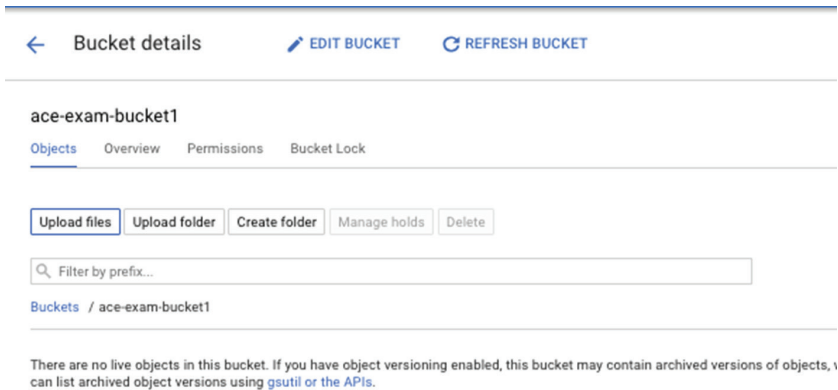 Bucket details EDIT BUCKET REFRESH BUCKET
ace-exam-bucket1
Objects Overview Permissions Bucket Lock
Upload files Upload folder Create folder Manage holds Delete
Filter by prefix...
Buckets / ace-exam-bucket1
There are no live objects in this bucket. If you have object versioning enabled, this bucket may contain archived versions of objects,
can list archived object versions using gsutil or the APIs.